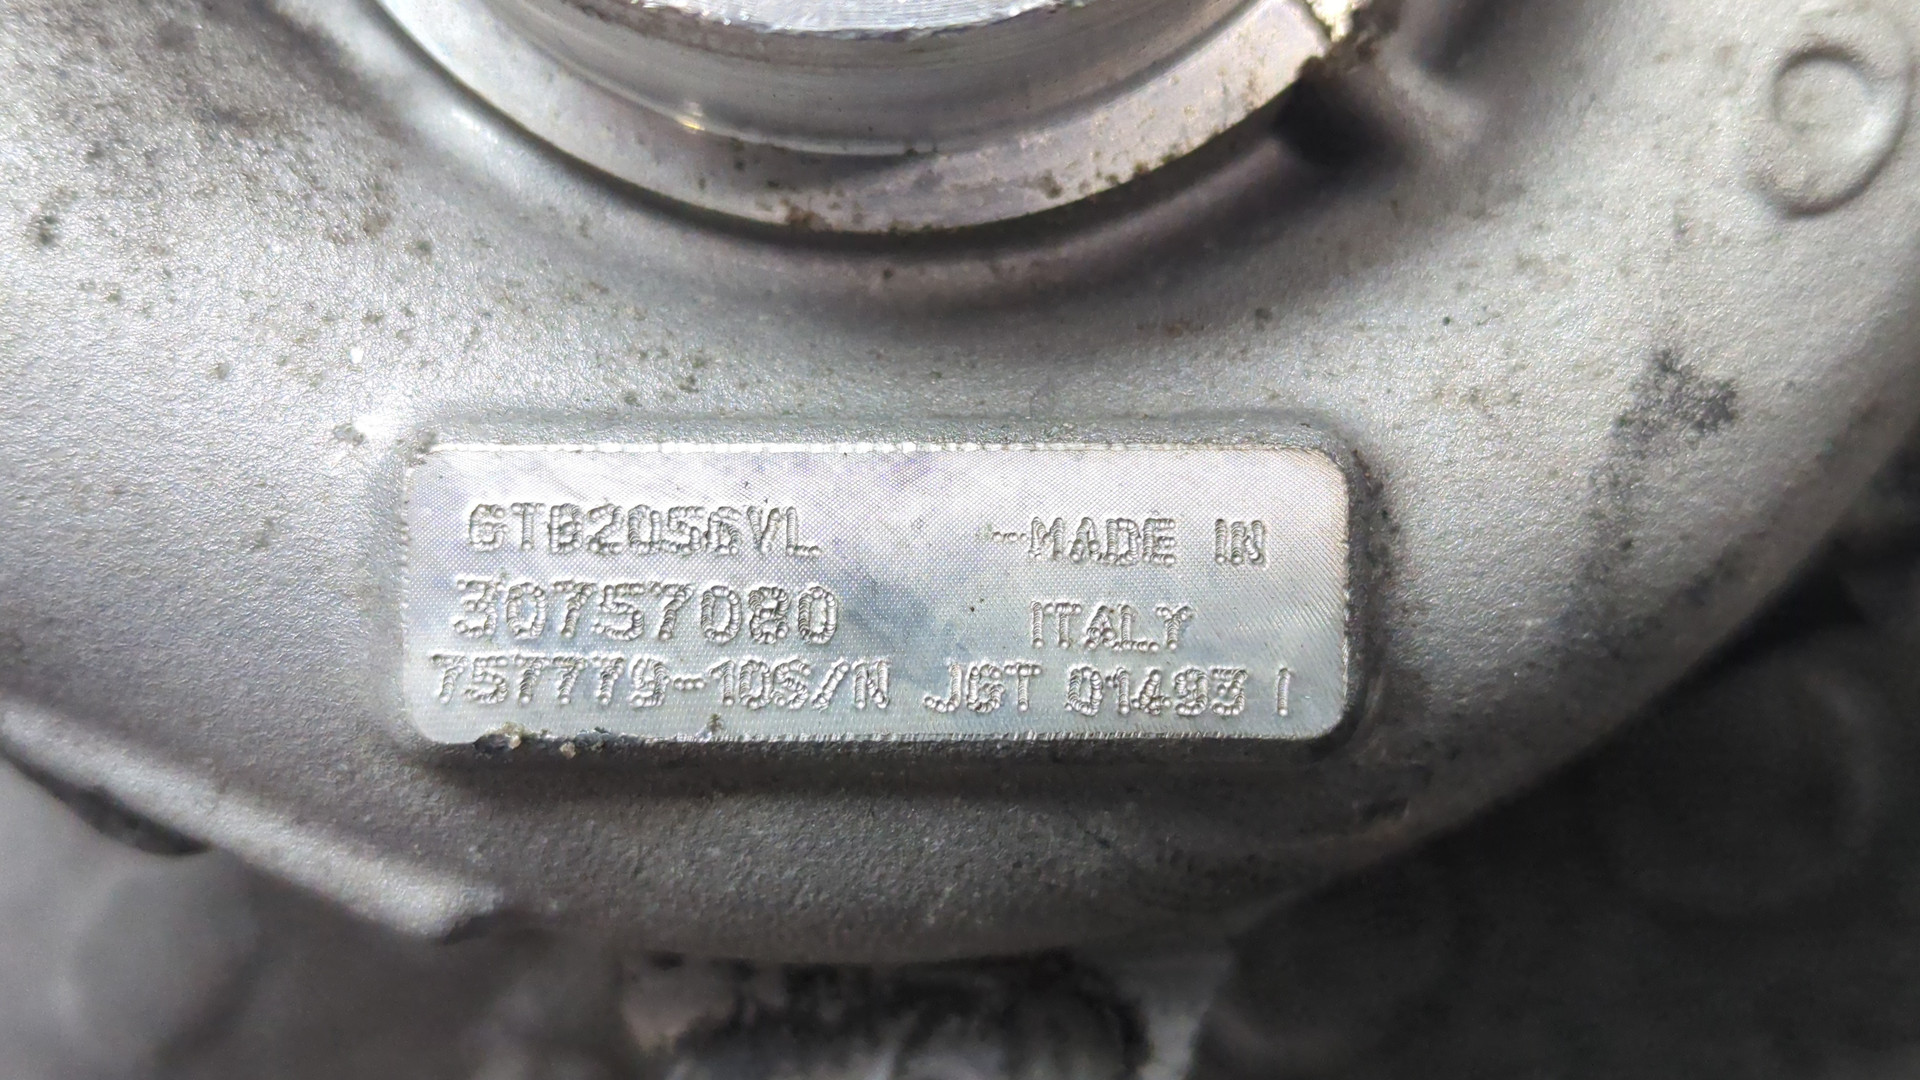 GTB2056VL
30757080
757779-10S/N JGT 01493 I
MADE IN
ITALY